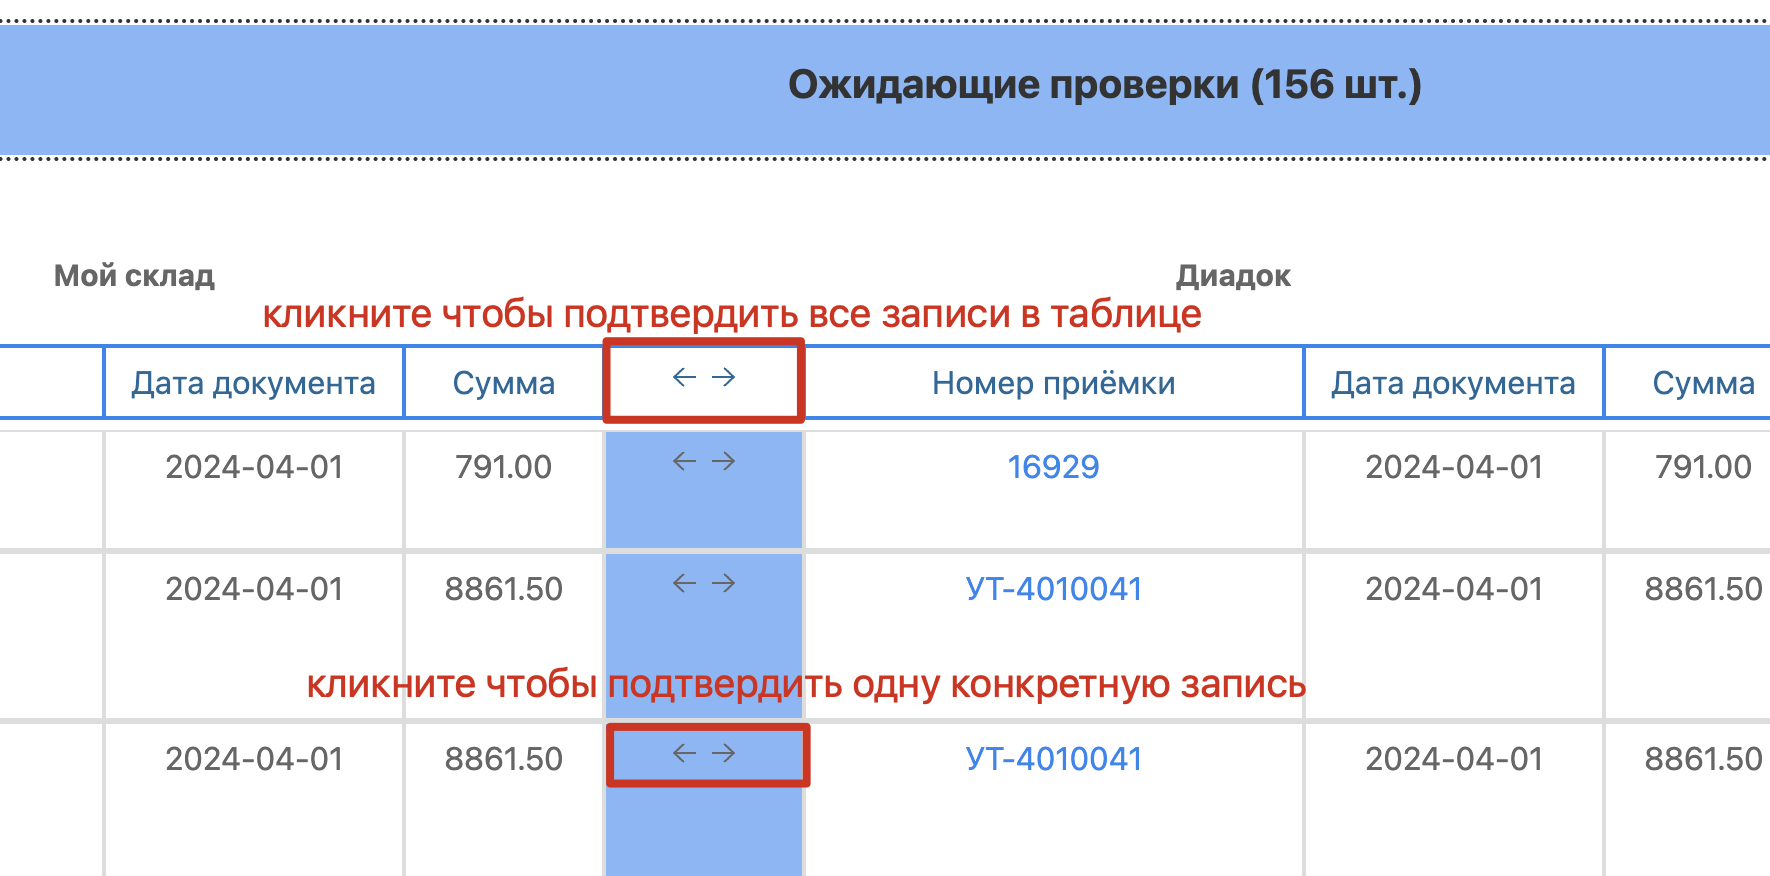 Ожидающие проверки (156 шт.)
Мой склад Диадок
кликните чтобы подтвердить все записи в таблице
Дата документа Сумма ← → Номер приёмки Дата документа Сумма
2024-04-01 791.00 ← → 16929 2024-04-01 791.00
2024-04-01 8861.50 ← → УТ-4010041 2024-04-01 8861.50
кликните чтобы подтвердить одну конкретную запись
2024-04-01 8861.50 ← → УТ-4010041 2024-04-01 8861.50